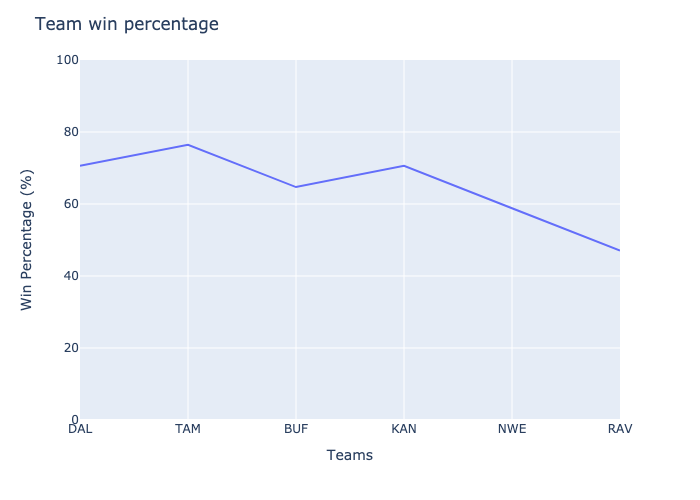 Team win percentage
100
80
60
40
20
0
Win Percentage (%)
DAL TAM BUF KAN NWE RAV
Teams